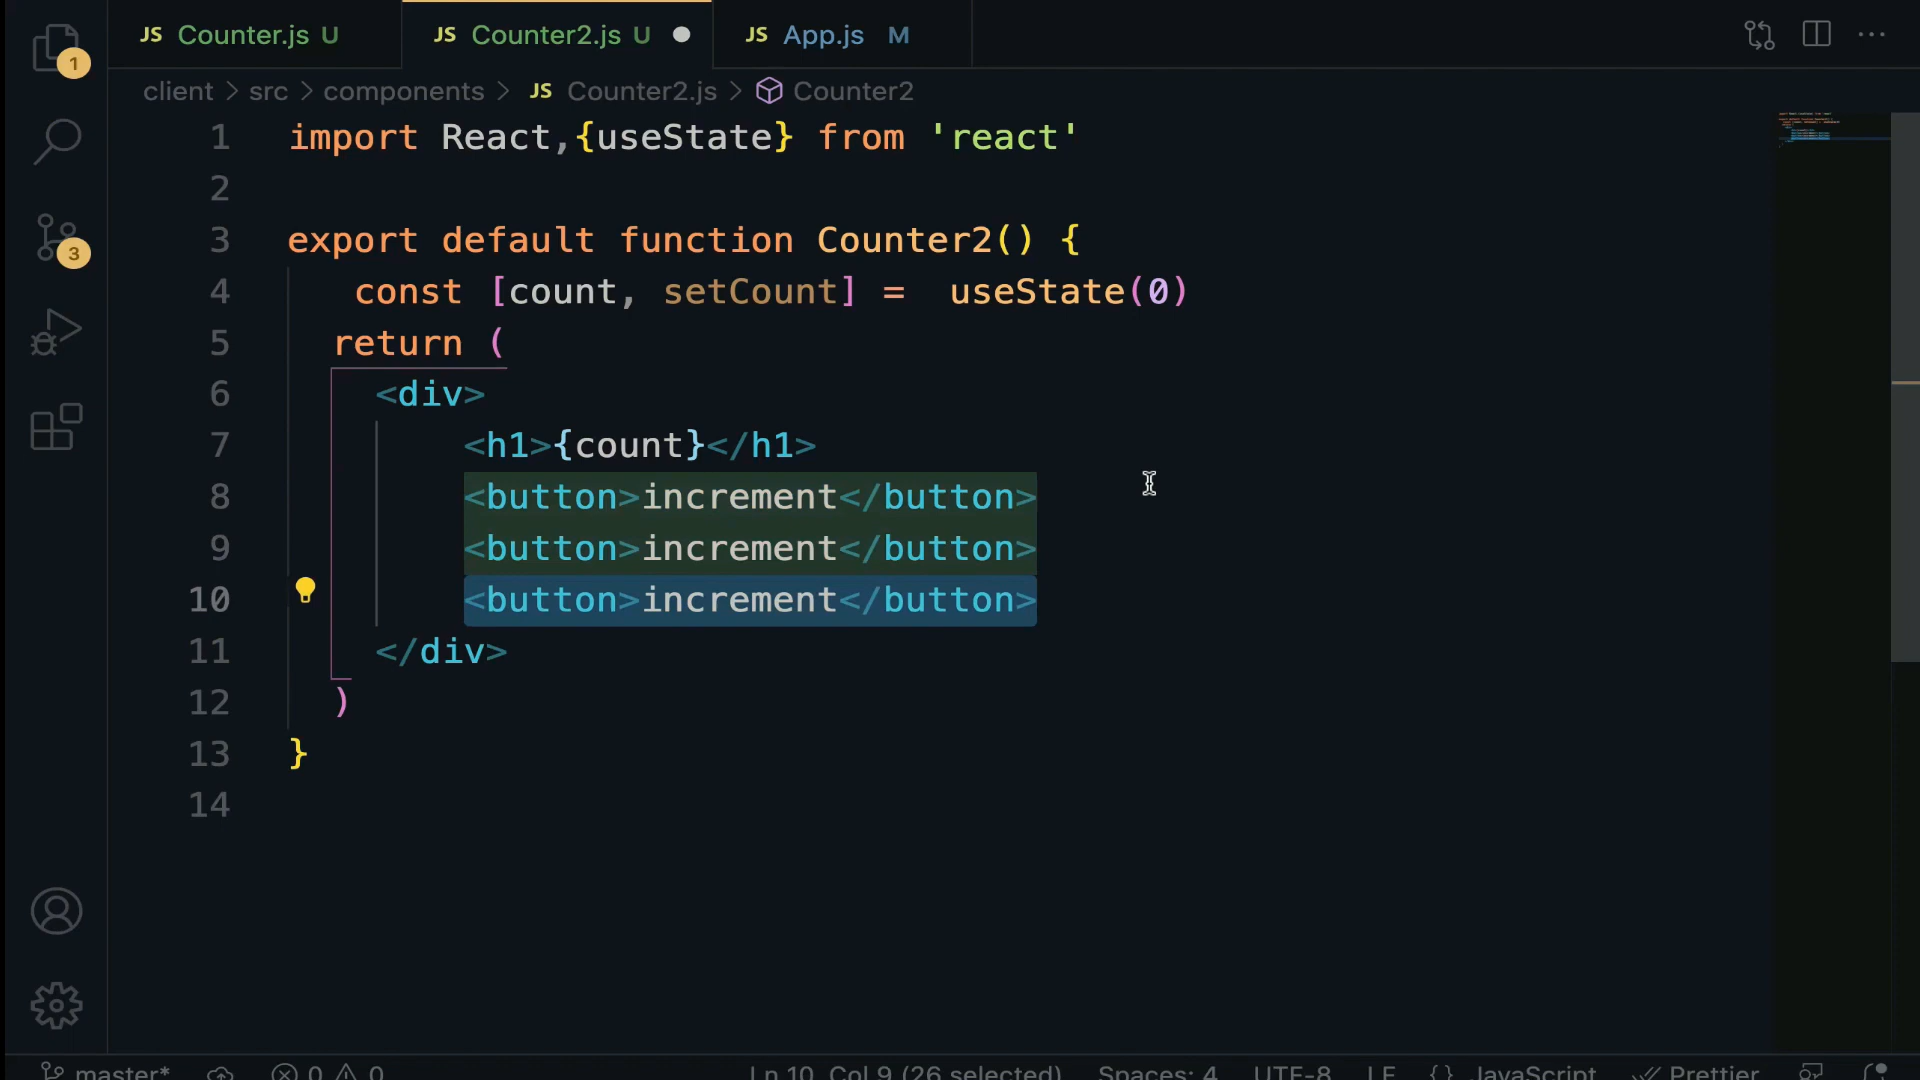 JS Counter.js U
JS Counter2.js U
JS App.js M
1
client > src > components > JS Counter2.js > Counter2
1 import React,{useState} from 'react'
2
3 export default function Counter2() {
4 const [count, setCount] = useState(0)
5 return (
6 <div>
7 <h1>{count}</h1>
8 <button>increment</button>
9 <button>increment</button>
10 <button>increment</button>
11 </div>
12 )
13 }
14
3
master* 0 0 Ln 10, Col 9 (26 selected) Spaces: 4 UTF-8 LF {} JavaScript Prettier